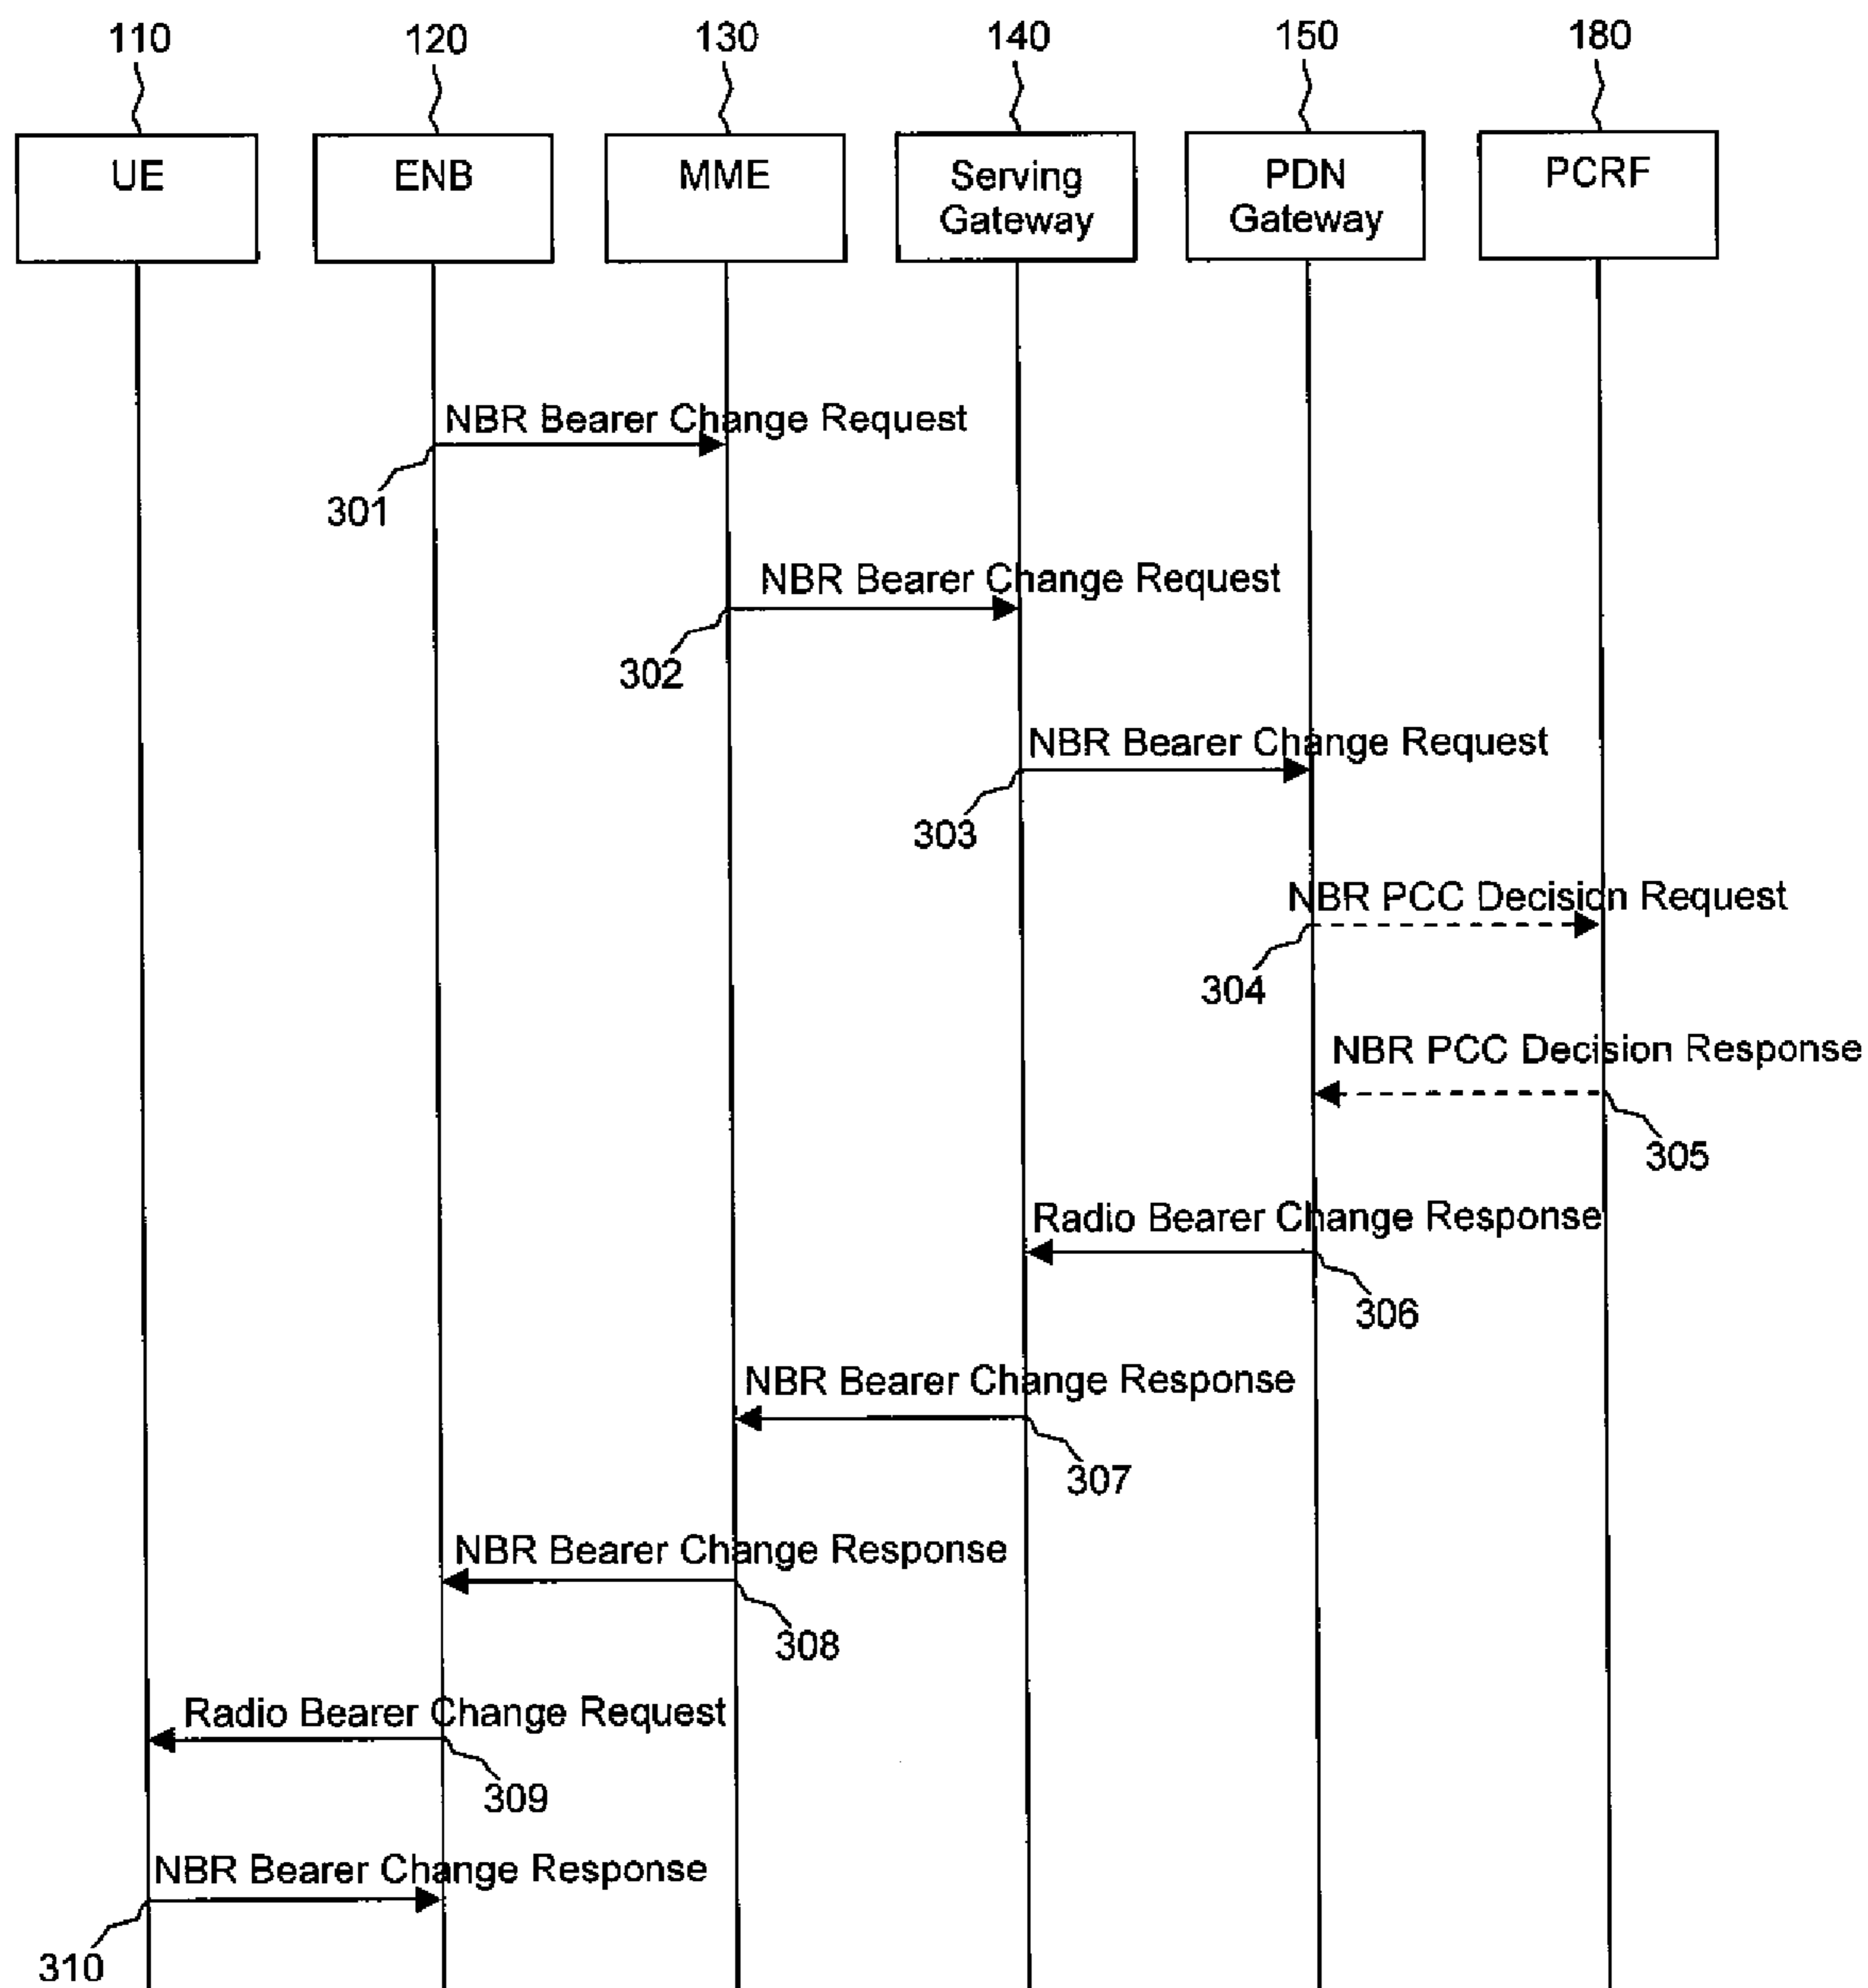 110
120
130
140
150
180
UE
ENB
MME
Serving
Gateway
PDN
Gateway
PCRF
NBR Bearer Change Request
301
NBR Bearer Change Request
302
NBR Bearer Change Request
303
NBR PCC Decision Request
304
NBR PCC Decision Response
305
Radio Bearer Change Response
306
NBR Bearer Change Response
307
NBR Bearer Change Response
308
Radio Bearer Change Request
309
NBR Bearer Change Response
310